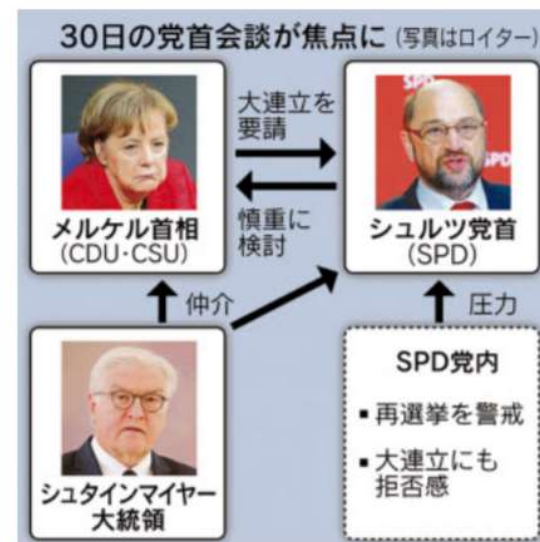 30日の党首会談が焦点に (写真はロイター)
大連立を
要請
慎重に
検討
メルケル首相
(CDU・CSU)
SPD
SPD
シュルツ党首
(SPD)
仲介
圧力
シュタインマイヤー
大統領
SPD党内
▪ 再選挙を警戒
▪ 大連立にも
拒否感